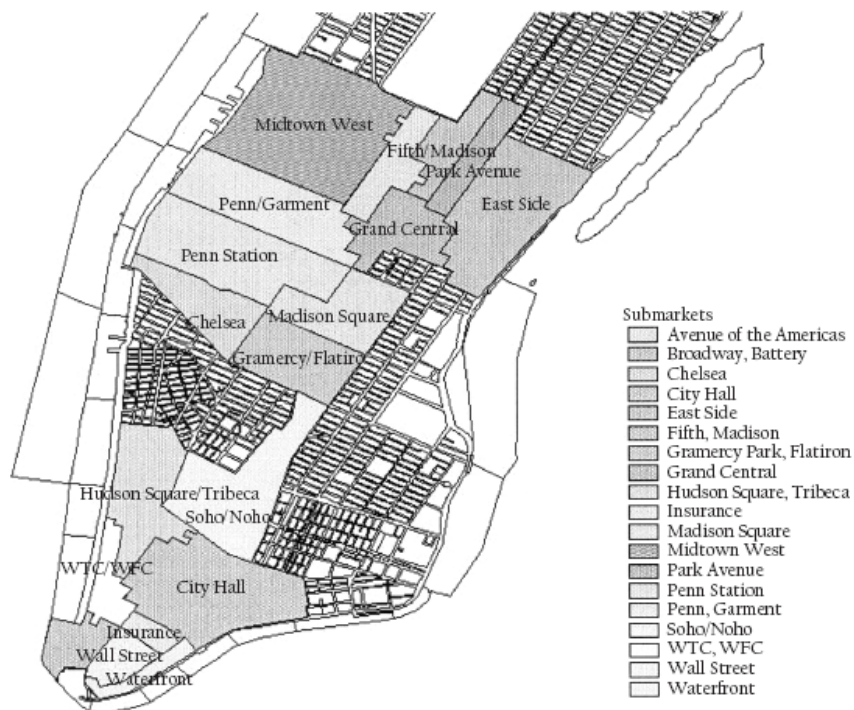 Midtown West
Fifth/Madison
Park Avenue
East Side
Penn/Garment
Grand Central
Penn Station
Madison Square
Chelsea
Gramercy/Flatiro
Hudson Square/Tribeca
Soho/Noho
WTC/WFC
City Hall
Insurance
Wall Street
Waterfront
Submarkets
Avenue of the Americas
Broadway, Battery
Chelsea
City Hall
East Side
Fifth, Madison
Gramercy Park, Flatiron
Grand Central
Hudson Square, Tribeca
Insurance
Madison Square
Midtown West
Park Avenue
Penn Station
Penn, Garment
Soho/Noho
WTC, WFC
Wall Street
Waterfront